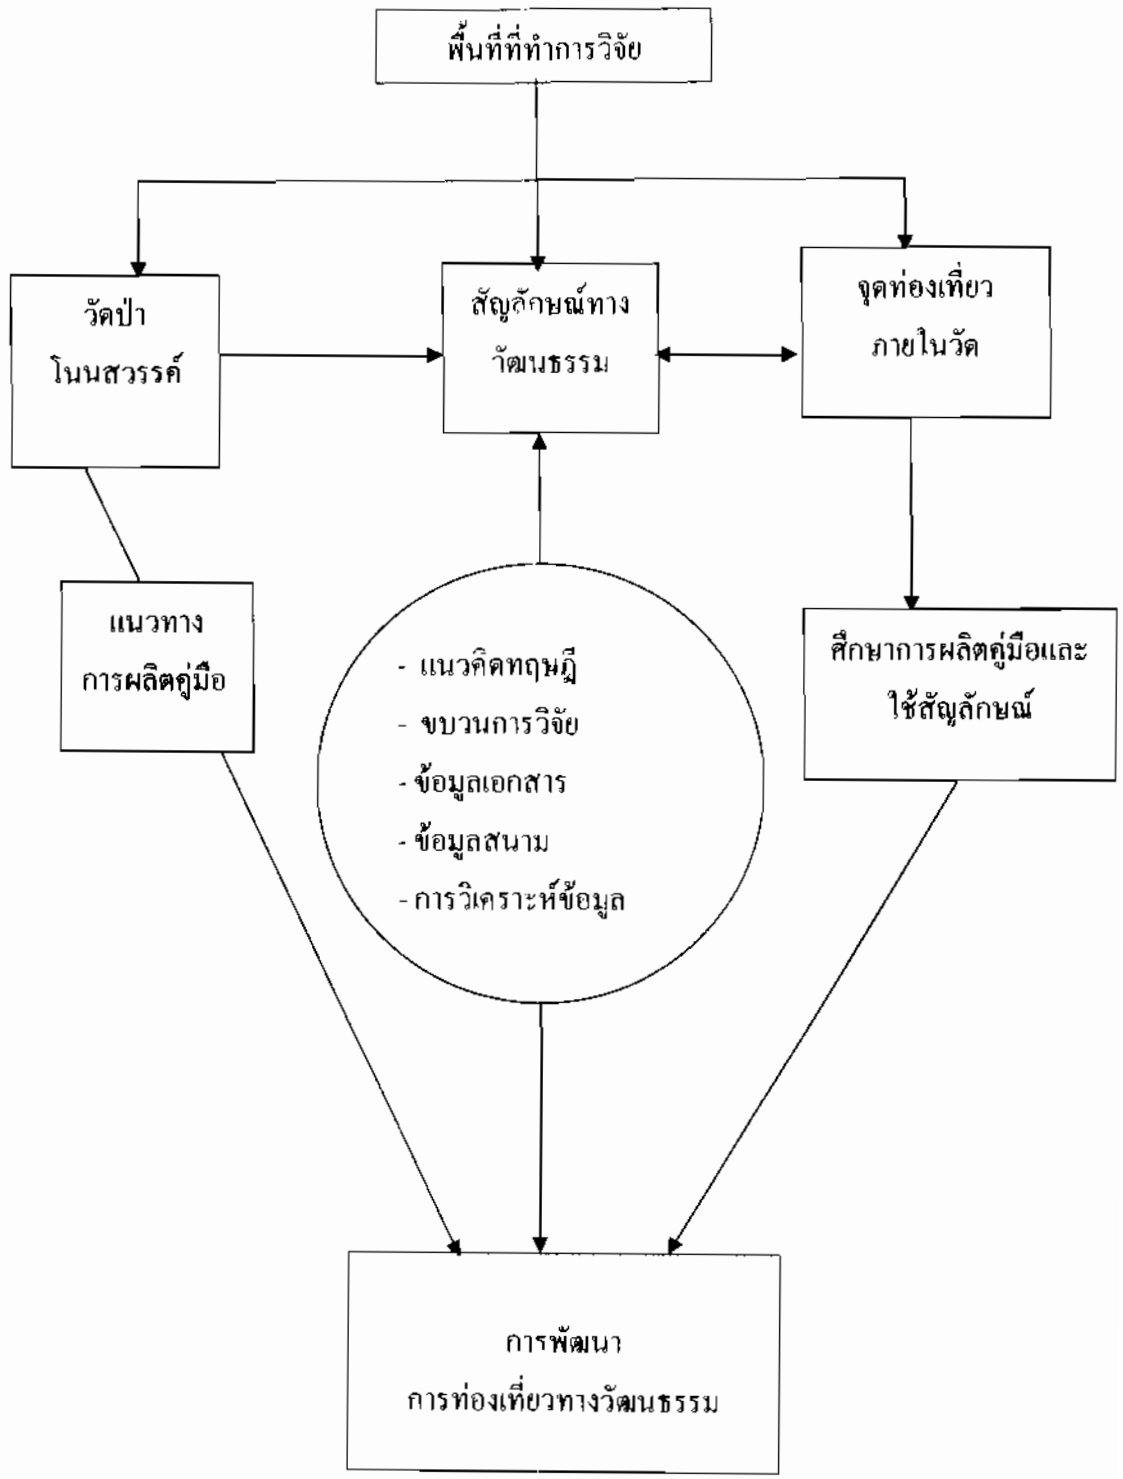 พื้นที่ที่ทำการวิจัย
วัดป่า
โนนสวรรค์
สัญลักษณ์ทาง
วัฒนธรรม
จุดท่องเที่ยว
ภายในวัด
แนวทาง
การผลิตคู่มือ
- แนวคิดทฤษฎี
- ขบวนการวิจัย
- ข้อมูลเอกสาร
- ข้อมูลสนาม
- การวิเคราะห์ข้อมูล
ศึกษาการผลิตคู่มือและ
ใช้สัญลักษณ์
การพัฒนา
การท่องเที่ยวทางวัฒนธรรม